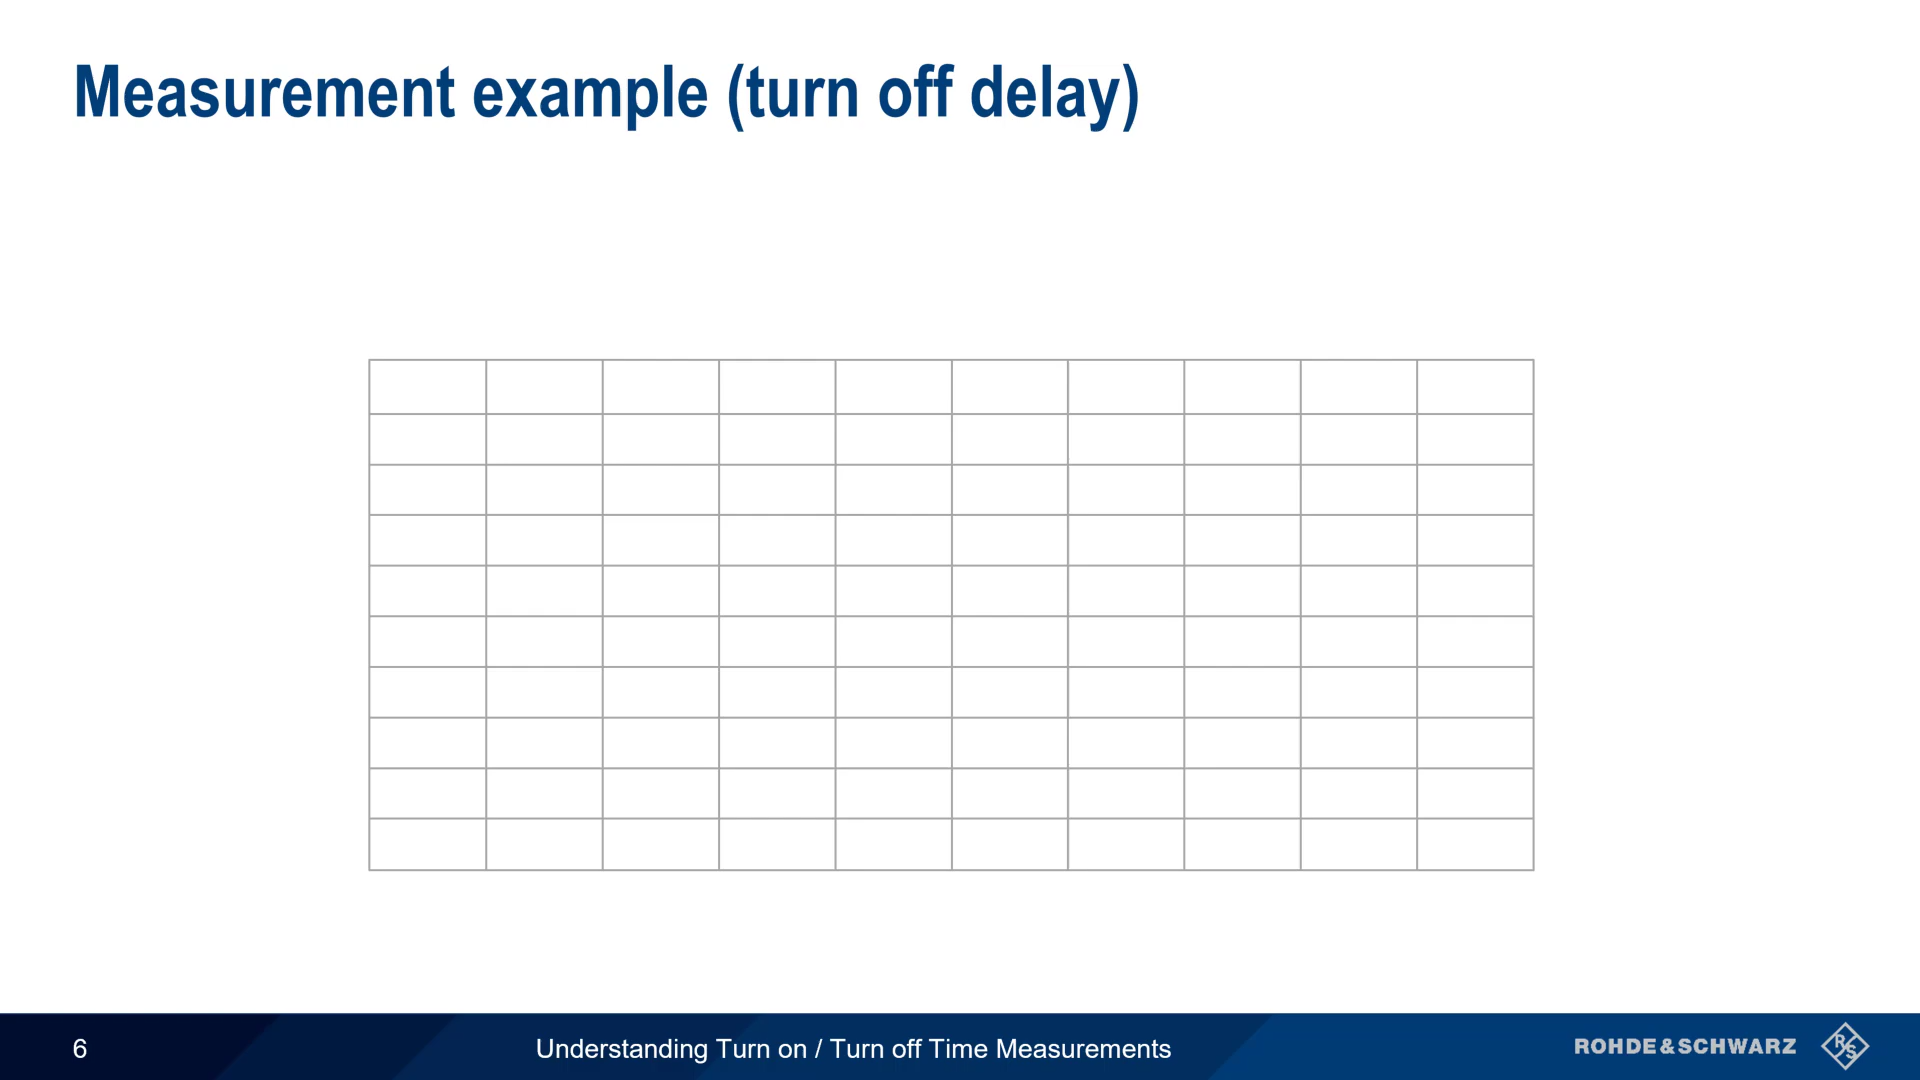 Measurement example (turn off delay)
6
Understanding Turn on / Turn off Time Measurements
ROHDE&SCHWARZ
R S